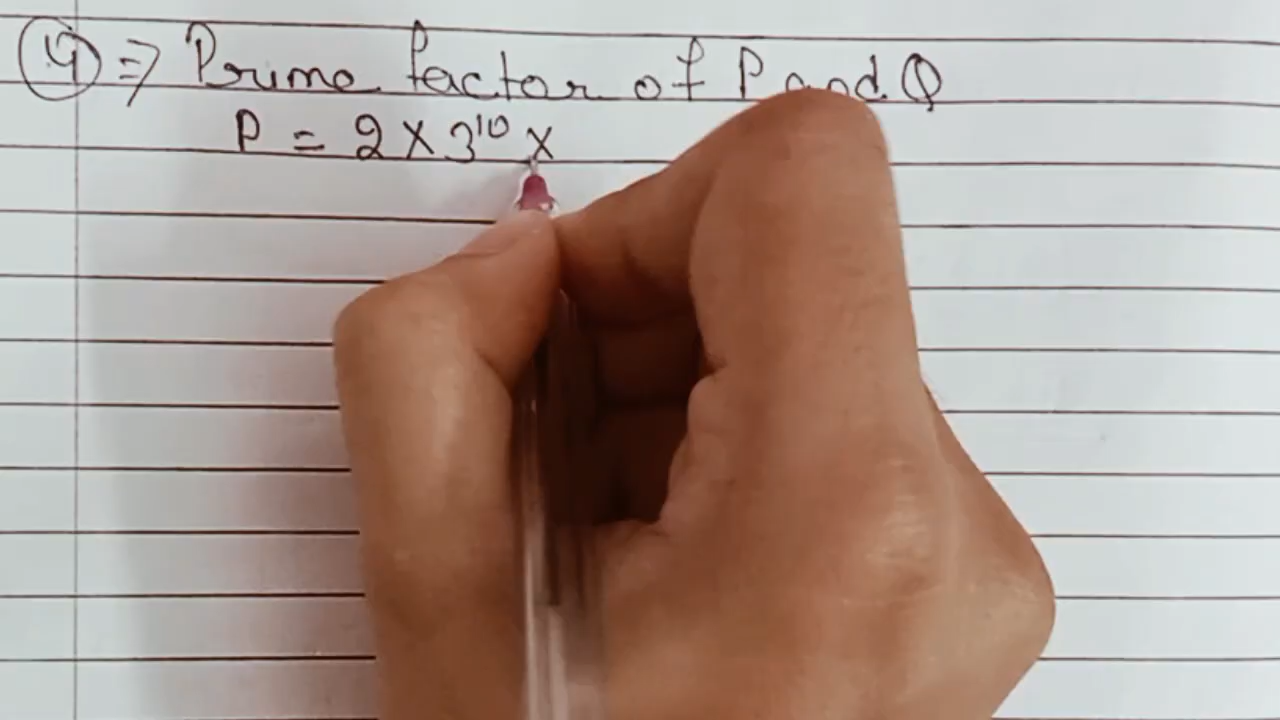 4 => Prime factor of P and Q
P = 2 × 3¹⁰ ×